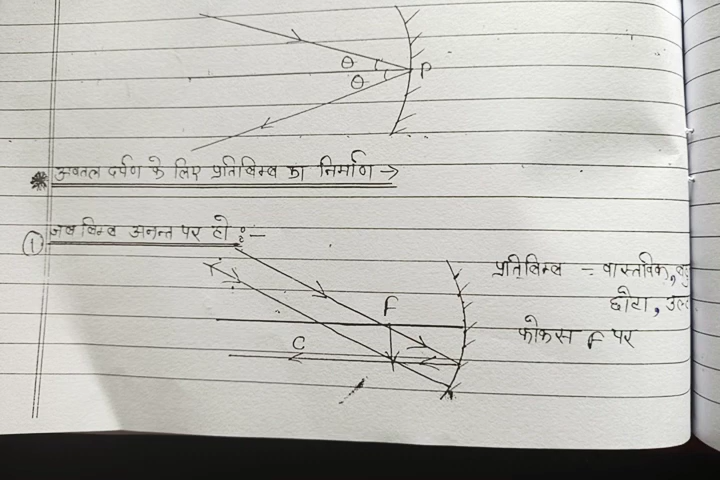 θ
θ
P
* अवतल दर्पण के लिए प्रतिबिम्ब का निर्माण →
① जब बिम्ब अनन्त पर हो :-
प्रतिबिम्ब - वास्तविक,
छोटा,
फोकस F पर
F
C